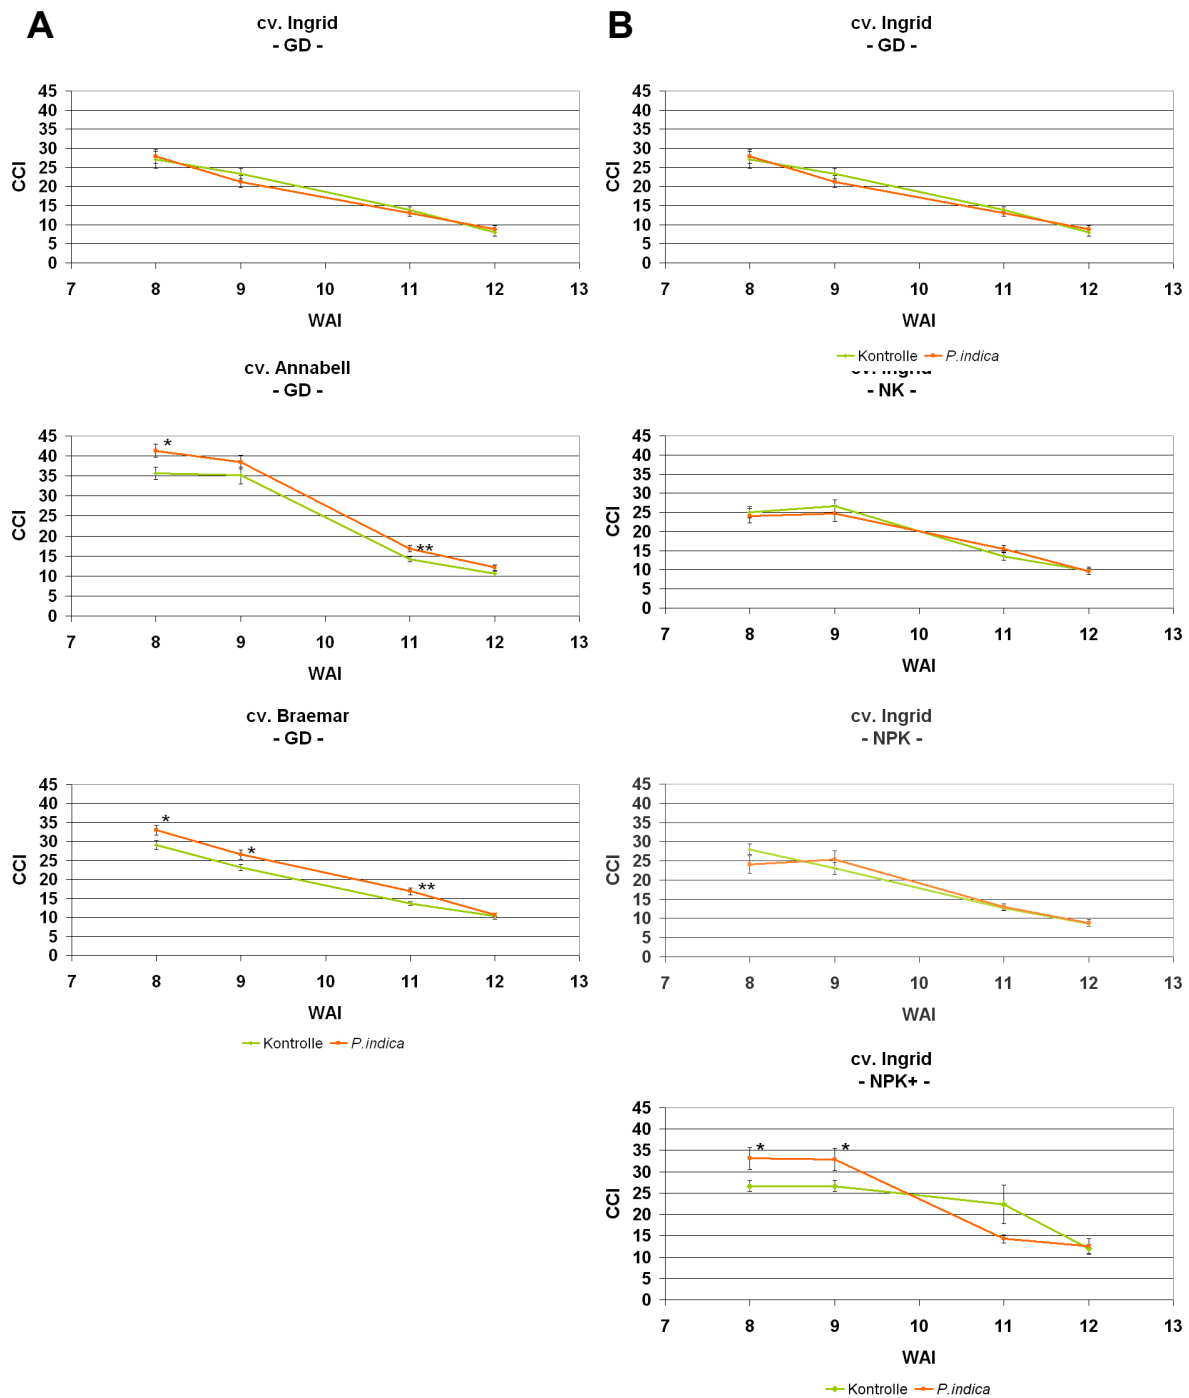 A
cv. Ingrid
- GD -
45
40
35
30
25
20
15
10
5
0
CCI
7 8 9 10 11 12 13
WAI
cv. Annabell
- GD -
45
40
35
30
25
20
15
10
5
0
CCI
*
**
7 8 9 10 11 12 13
WAI
cv. Braemar
- GD -
45
40
35
30
25
20
15
10
5
0
CCI
*
*
**
7 8 9 10 11 12 13
WAI
Kontrolle P.indica
B
cv. Ingrid
- GD -
45
40
35
30
25
20
15
10
5
0
CCI
7 8 9 10 11 12 13
WAI
Kontrolle P.indica
cv. Ingrid
- NK -
45
40
35
30
25
20
15
10
5
0
CCI
7 8 9 10 11 12 13
WAI
cv. Ingrid
- NPK -
45
40
35
30
25
20
15
10
5
0
CCI
7 8 9 10 11 12 13
WAI
cv. Ingrid
- NPK+ -
45
40
35
30
25
20
15
10
5
0
CCI
* *
7 8 9 10 11 12 13
WAI
Kontrolle P.indica